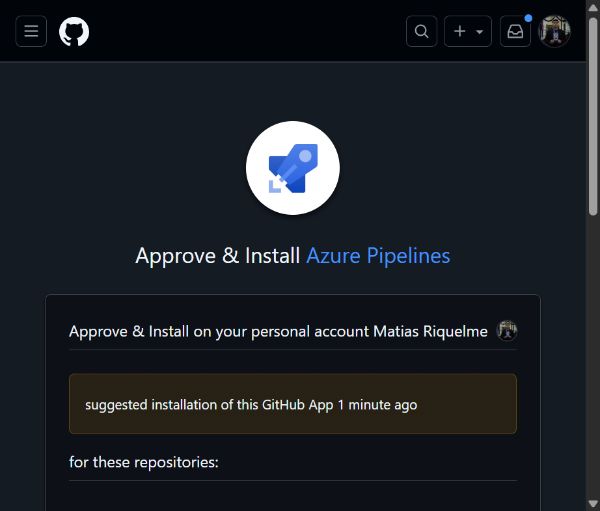 Approve & Install Azure Pipelines
Approve & Install on your personal account Matias Riquelme
suggested installation of this GitHub App 1 minute ago
for these repositories: